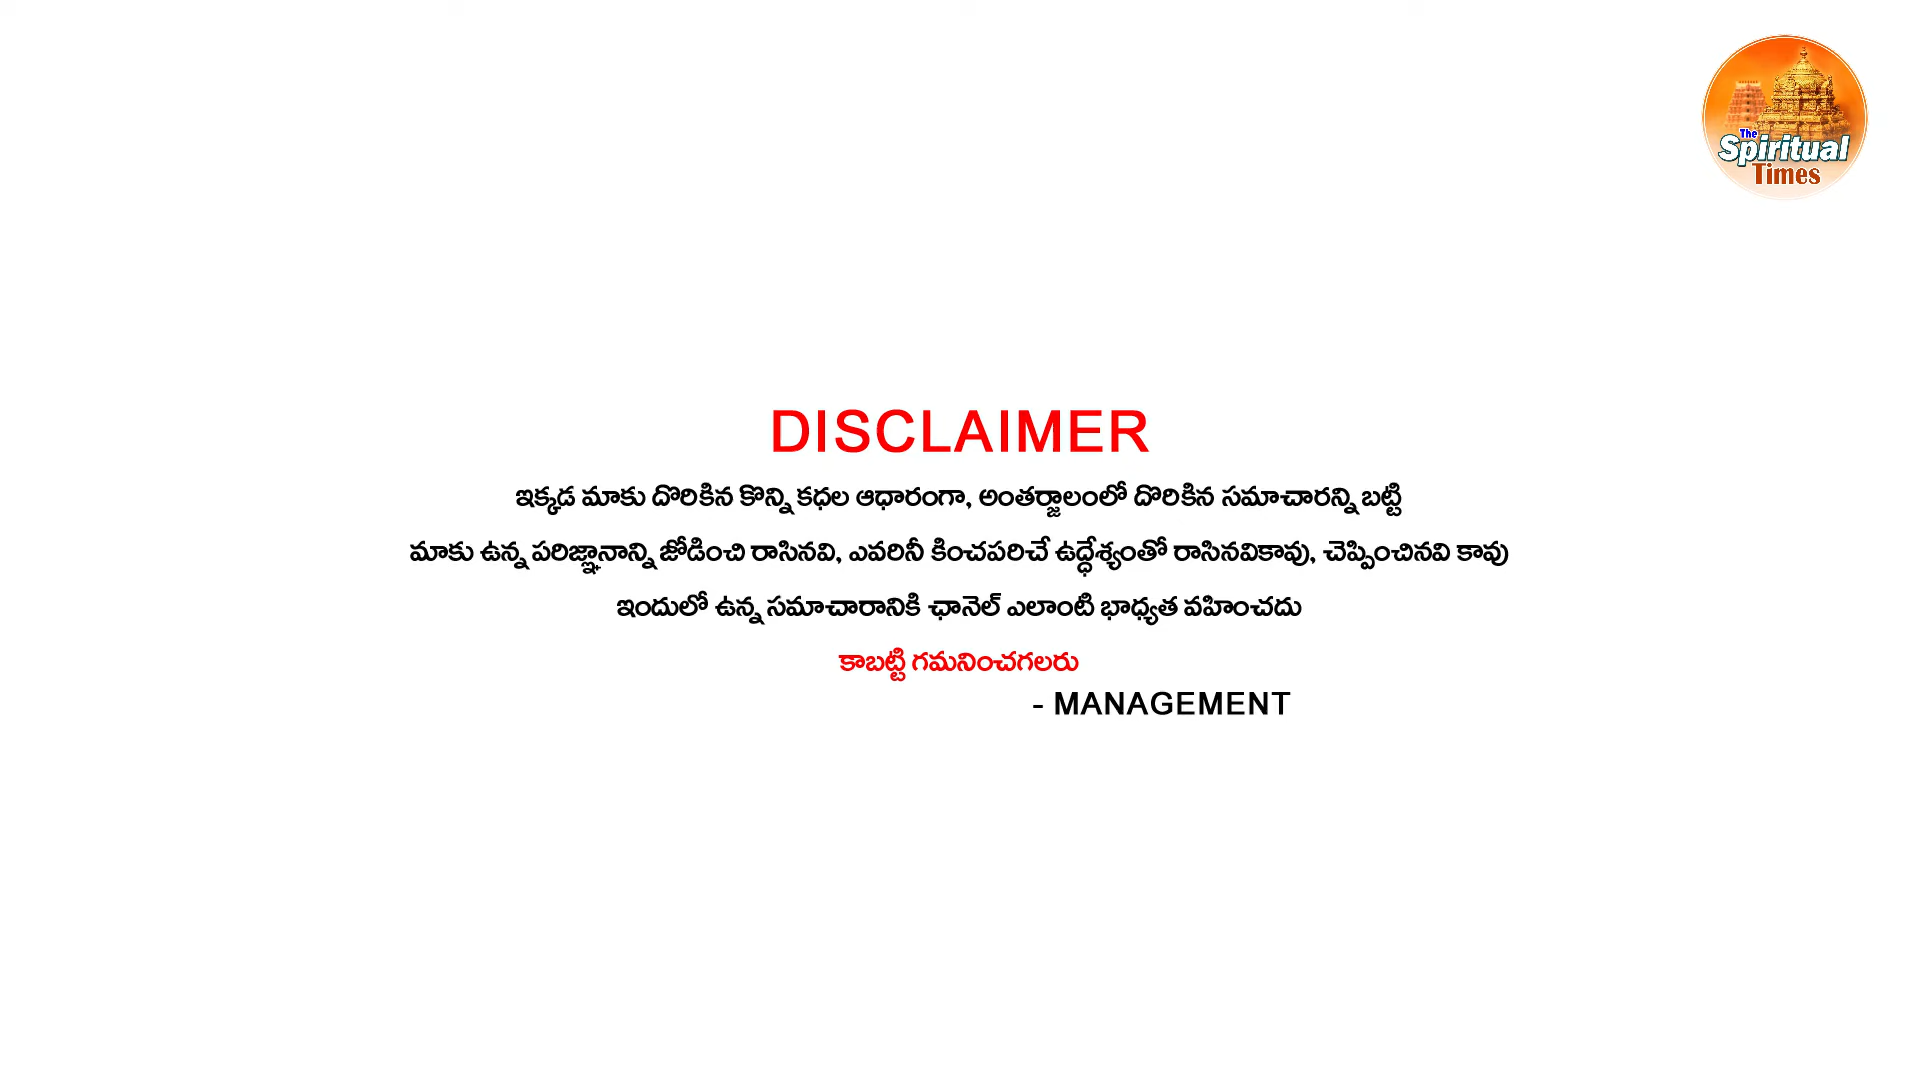 The
Spiritual
Times
DISCLAIMER
ఇక్కడ మాకు దొరికిన కొన్ని కధల ఆధారంగా, అంతర్జాలంలో దొరికిన సమాచారన్ని బట్టి
మాకు ఉన్న పరిజ్ఞానాన్ని జోడించి రాసినవి, ఎవరినీ కించపరిచే ఉద్ధేశ్యంతో రాసినవికావు, చెప్పించినవి కావు
ఇందులో ఉన్న సమాచారానికి ఛానెల్ ఎలాంటి భాధ్యత వహించదు
కాబట్టి గమనించగలరు
- MANAGEMENT